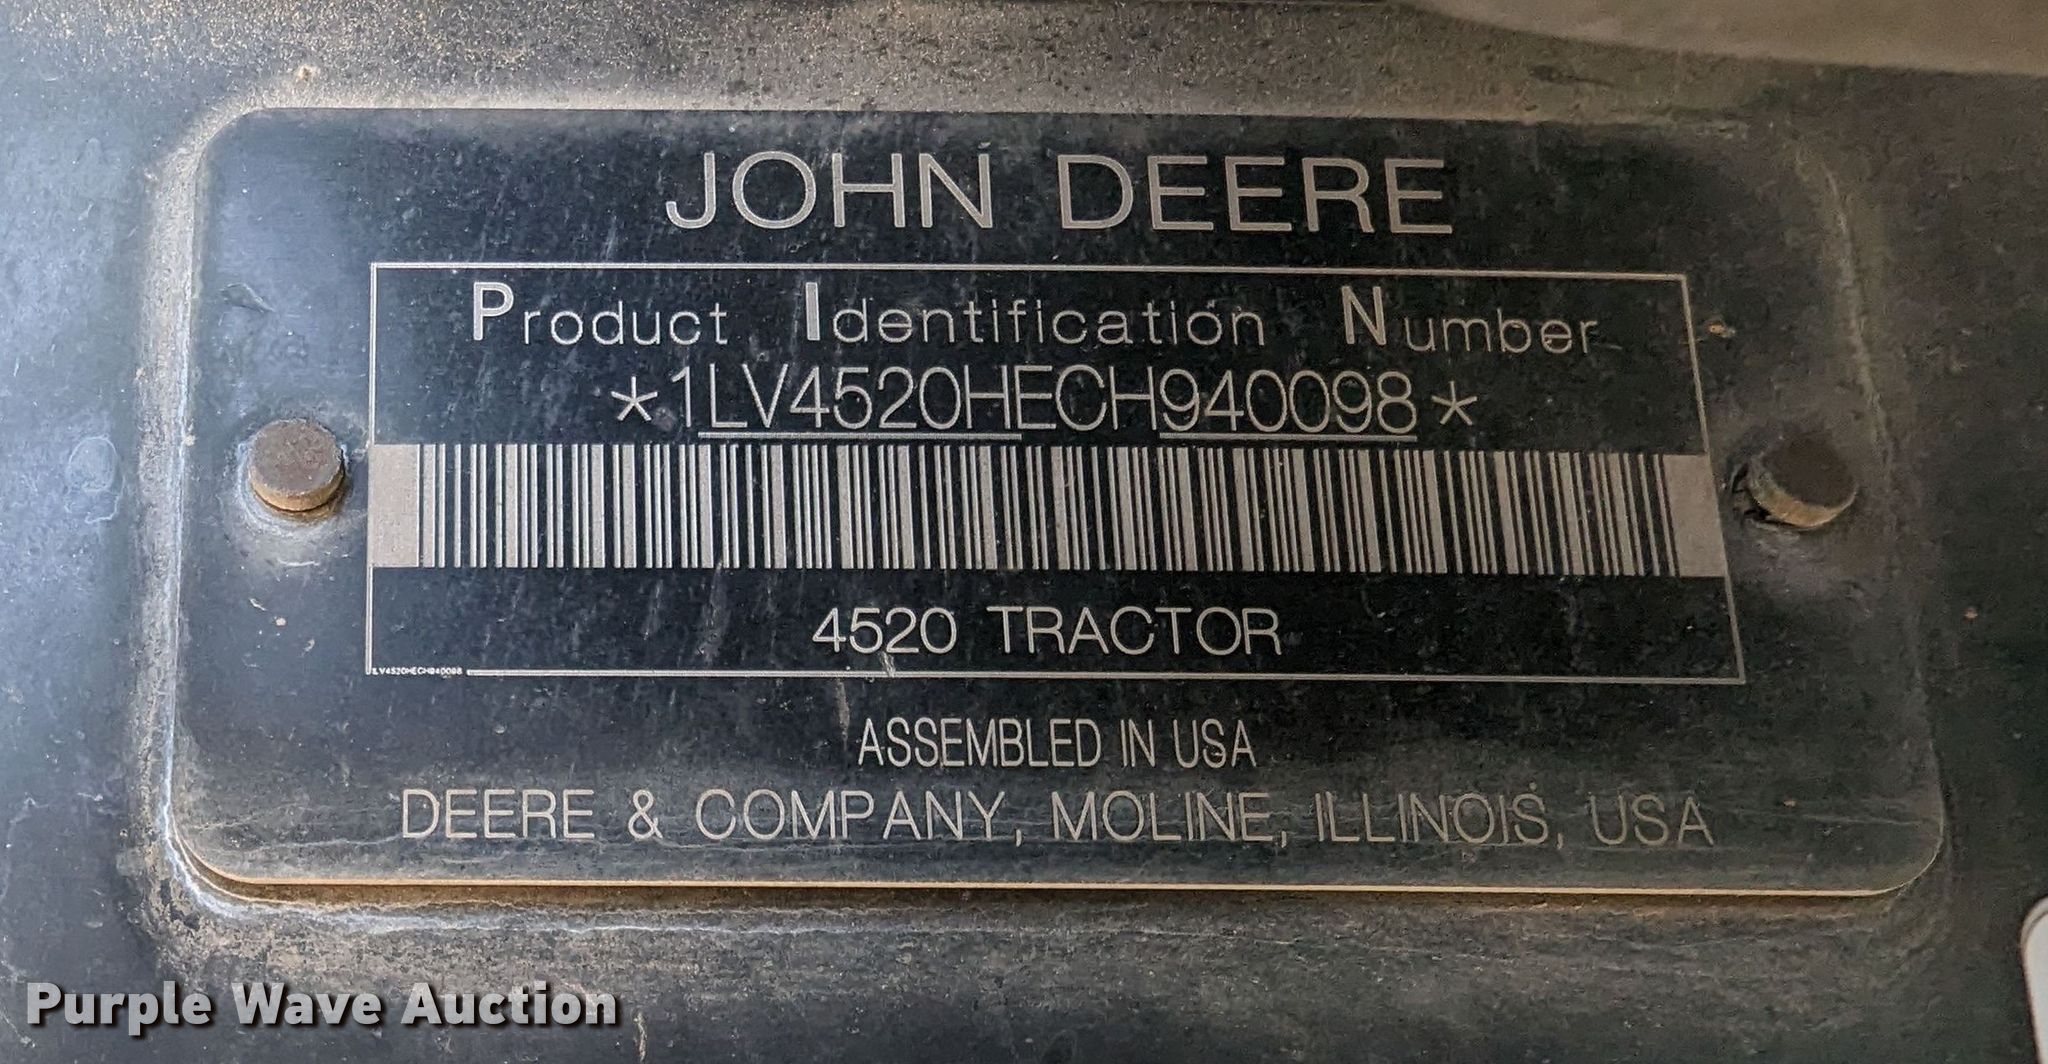 JOHN DEERE
Product Identification Number
*1LV4520HECH940098*
4520 TRACTOR
1LV4520HECH940098
ASSEMBLED IN USA
DEERE & COMPANY, MOLINE, ILLINOIS, USA
Purple Wave Auction